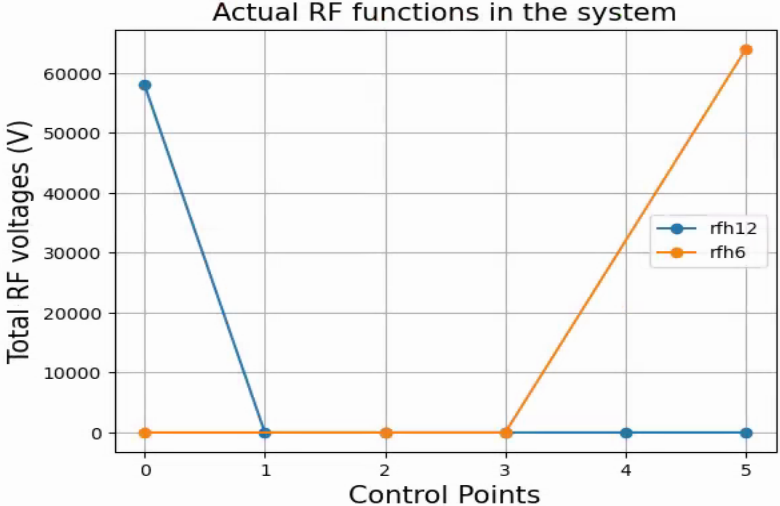 Actual RF functions in the system
Total RF voltages (V)
60000
50000
40000
30000
20000
10000
0
rfh12
rfh6
0 1 2 3 4 5
Control Points